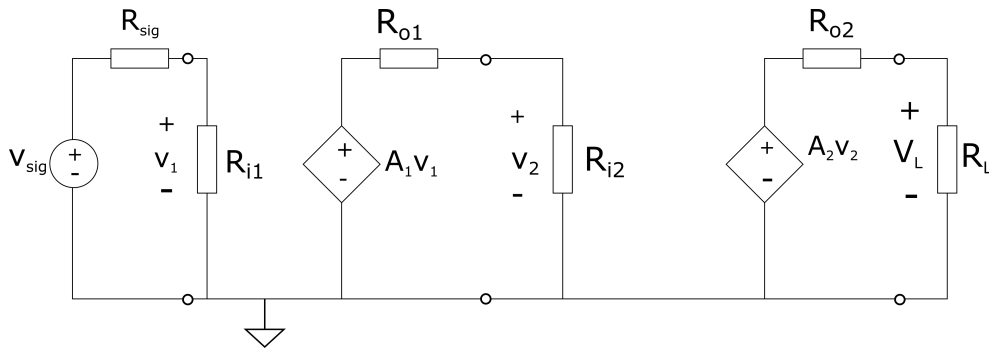 R_sig
R_o1
R_o2
v_sig
+
-
+
v_1
-
R_i1
+
-
A_1v_1
+
v_2
-
R_i2
+
-
A_2v_2
+
V_L
-
R_L